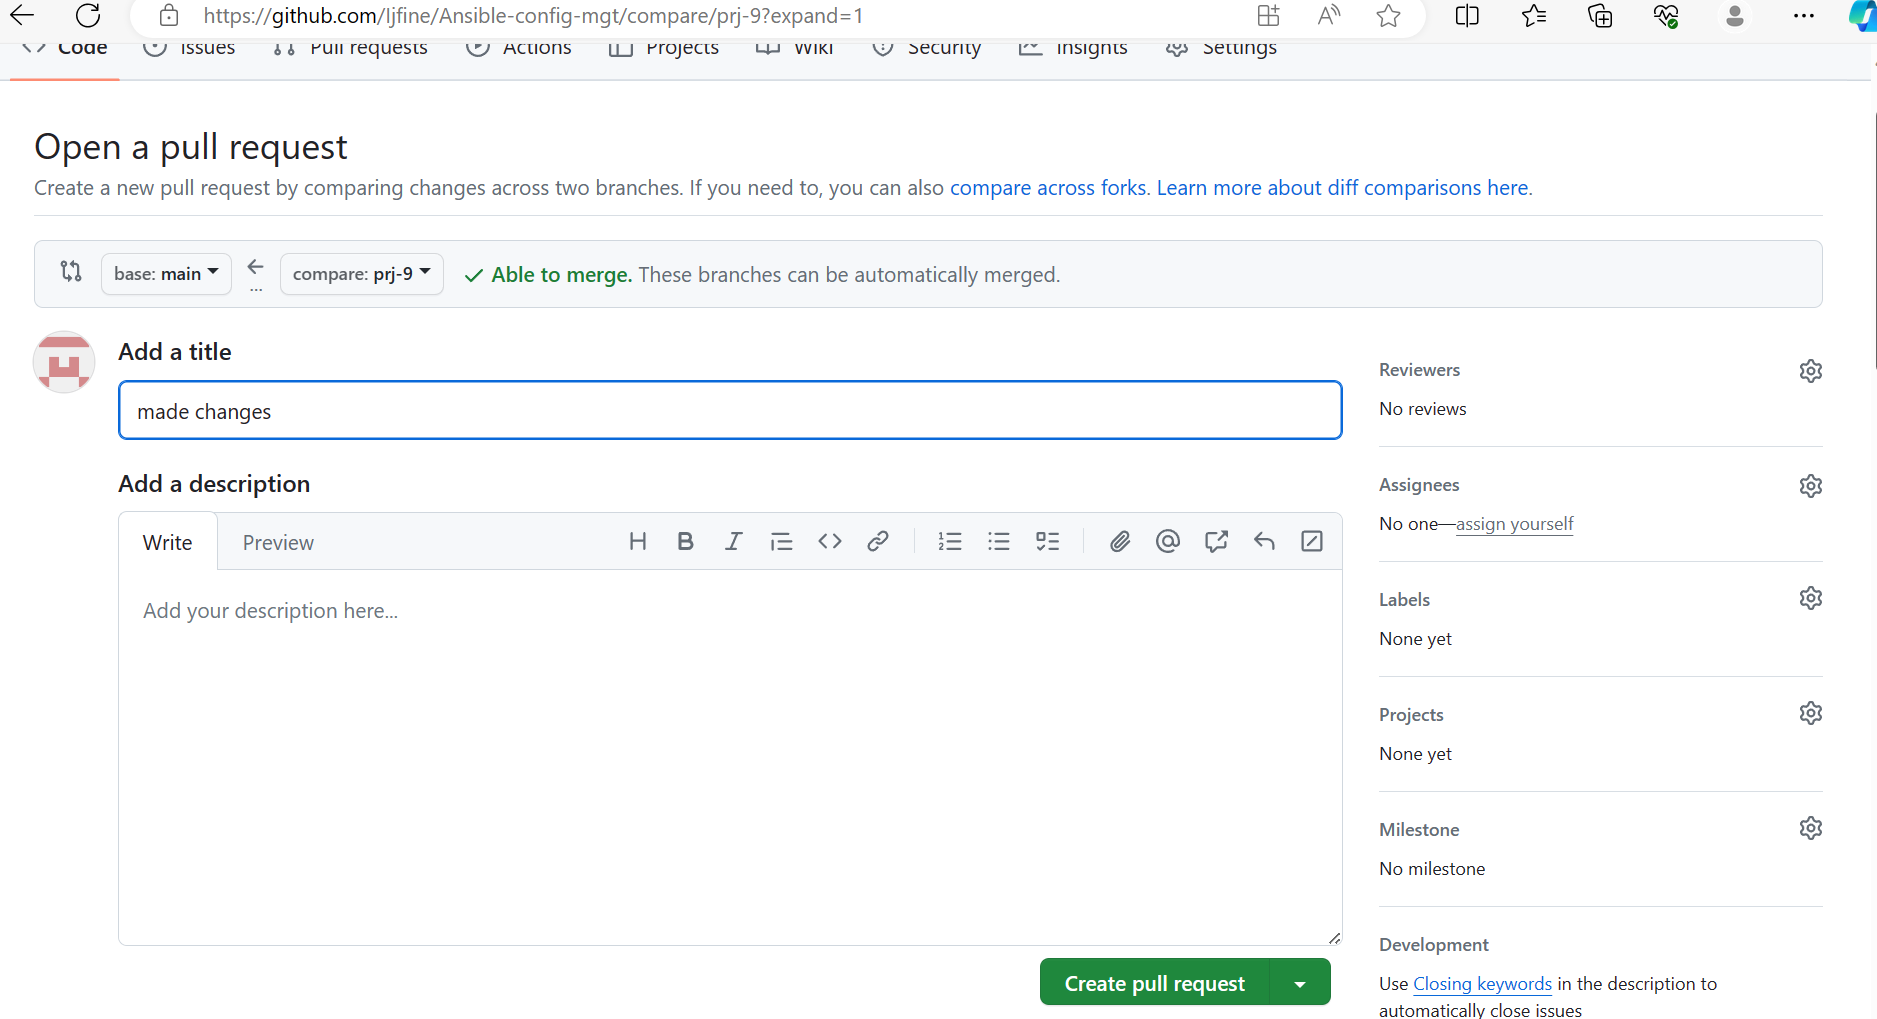 https://github.com/ljfine/Ansible-config-mgt/compare/prj-9?expand=1
Code Issues Pull requests Actions Projects Wiki Security Insights Settings
Open a pull request
Create a new pull request by comparing changes across two branches. If you need to, you can also compare across forks. Learn more about diff comparisons here.
base: main ... compare: prj-9 Able to merge. These branches can be automatically merged.
Add a title
made changes
Add a description
Write Preview
Add your description here...
Create pull request
Reviewers
No reviews
Assignees
No one—assign yourself
Labels
None yet
Projects
None yet
Milestone
No milestone
Development
Use Closing keywords in the description to
automatically close issues